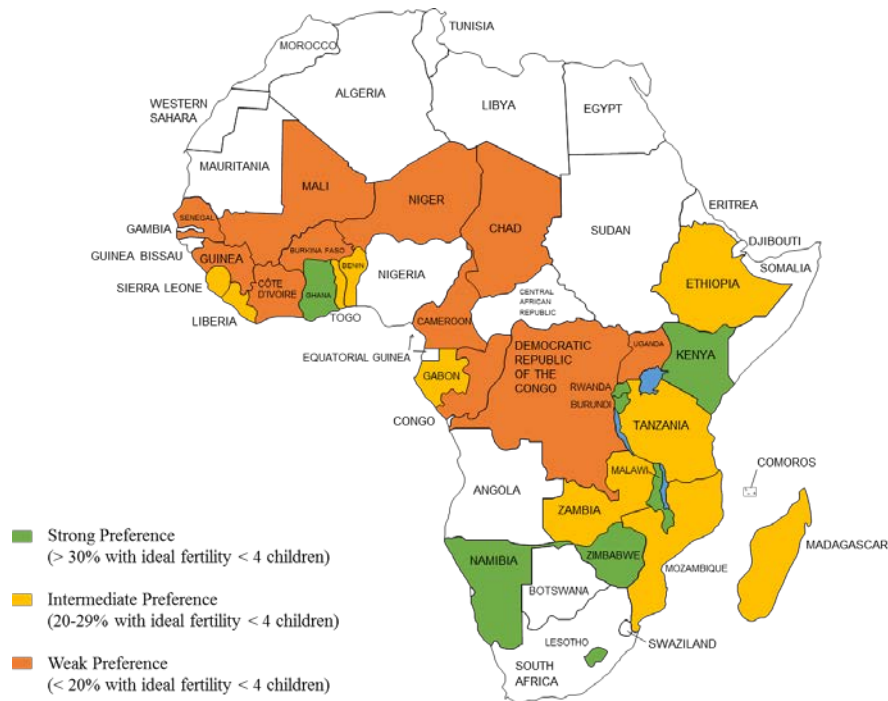 TUNISIA
MOROCCO
ALGERIA
LIBYA
EGYPT
WESTERN
SAHARA
MAURITANIA
MALI
NIGER
CHAD
SUDAN
ERITREA
SENEGAL
GAMBIA
DJIBOUTI
BURKINA FASO
GUINEA BISSAU
GUINEA
BENIN
NIGERIA
SOMALIA
ETHIOPIA
SIERRA LEONE
CÔTE
D'IVOIRE
GHANA
CENTRAL
AFRICAN
REPUBLIC
LIBERIA
TOGO
CAMEROON
EQUATORIAL GUINEA
DEMOCRATIC
REPUBLIC
OF THE
CONGO
UGANDA
KENYA
GABON
RWANDA
BURUNDI
CONGO
TANZANIA
COMOROS
MALAWI
ANGOLA
ZAMBIA
MADAGASCAR
NAMIBIA
ZIMBABWE
MOZAMBIQUE
BOTSWANA
LESOTHO
SWAZILAND
SOUTH
AFRICA
Strong Preference
(> 30% with ideal fertility < 4 children)
Intermediate Preference
(20-29% with ideal fertility < 4 children)
Weak Preference
(< 20% with ideal fertility < 4 children)